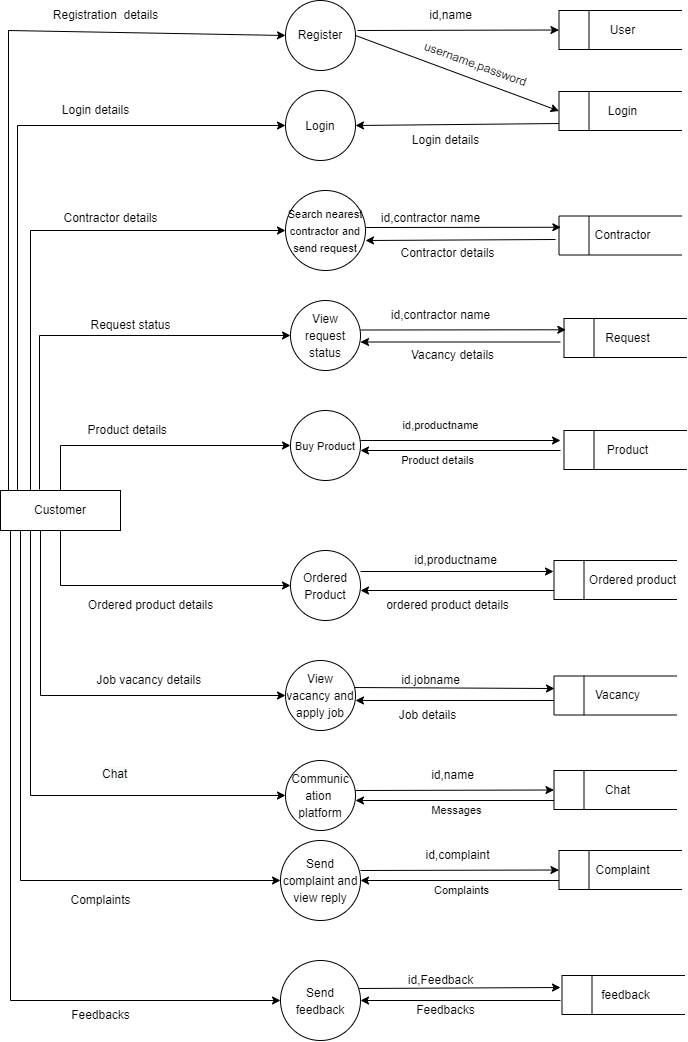 Registration  details
id,name
Register
User
username,password
Login details
Login
Login
Login details
Contractor details
Search nearest
contractor and
send request
id,contractor name
Contractor
Contractor details
Request status
View
request
status
id,contractor name
Request
Vacancy details
Product details
Buy Product
id,productname
Product
Product details
Customer
Ordered
Product
id,productname
Ordered product
Ordered product details
ordered product details
Job vacancy details
View
vacancy and
apply job
id.jobname
Vacancy
Job details
Chat
Communic
ation
platform
id,name
Chat
Messages
Send
complaint and
view reply
id,complaint
Complaint
Complaints
Complaints
Send
feedback
id,Feedback
feedback
Feedbacks
Feedbacks